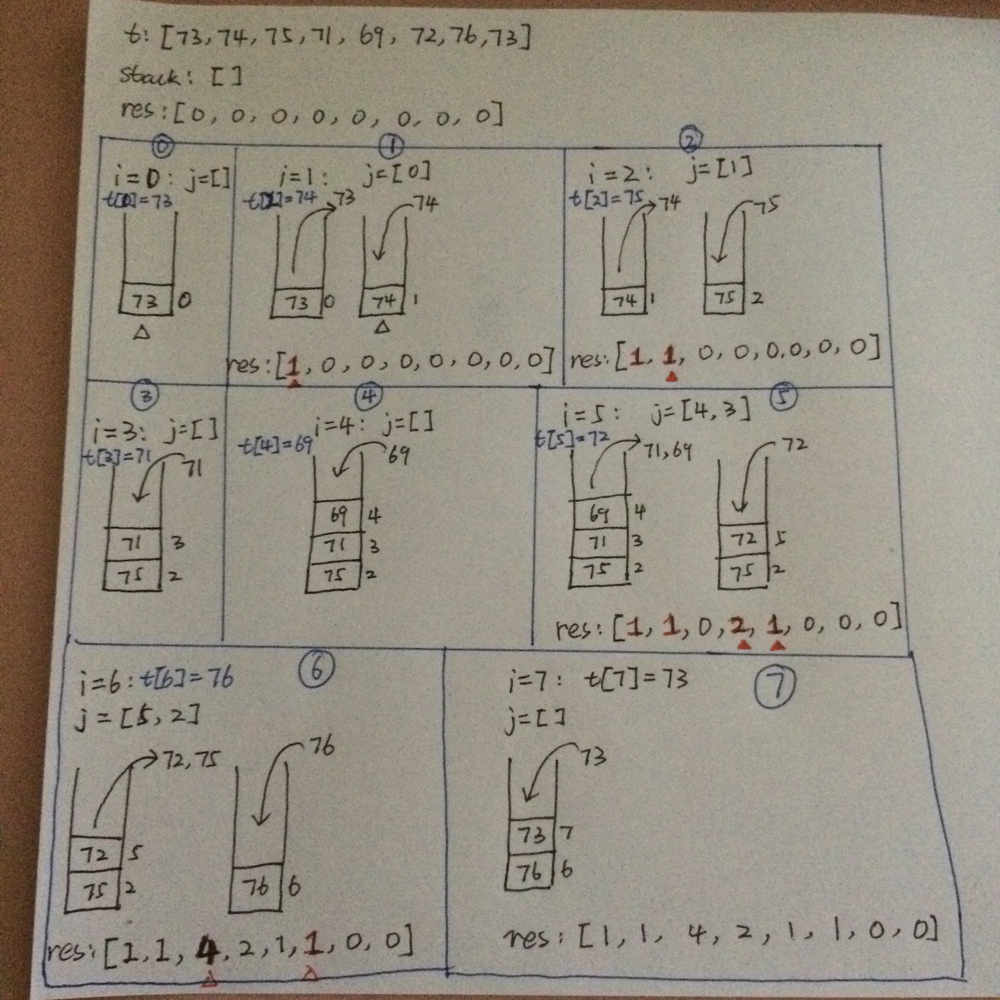 t: [73, 74, 75, 71, 69, 72, 76, 73]
stack: []
res: [0, 0, 0, 0, 0, 0, 0, 0]
0
i=0: j=[]
t[0]=73
73 0
1
i=1: j=[0]
t[1]=74 73 74
73 0 74 1
res: [1, 0, 0, 0, 0, 0, 0, 0]
2
i=2: j=[1]
t[2]=75 74 75
74 1 75 2
res: [1, 1, 0, 0, 0, 0, 0, 0]
3
i=3: j=[]
t[3]=71 71
71 3
75 2
4
i=4: j=[]
t[4]=69 69
69 4
71 3
75 2
5
i=5: j=[4, 3]
t[5]=72 71, 69 72
69 4
71 3 72 5
75 2 75 2
res: [1, 1, 0, 2, 1, 0, 0, 0]
6
i=6: t[6]=76
j=[5, 2]
72, 75 76
72 5
75 2 76 6
res: [1, 1, 4, 2, 1, 1, 0, 0]
7
i=7: t[7]=73
j=[]
73
73 7
76 6
res: [1, 1, 4, 2, 1, 1, 0, 0]